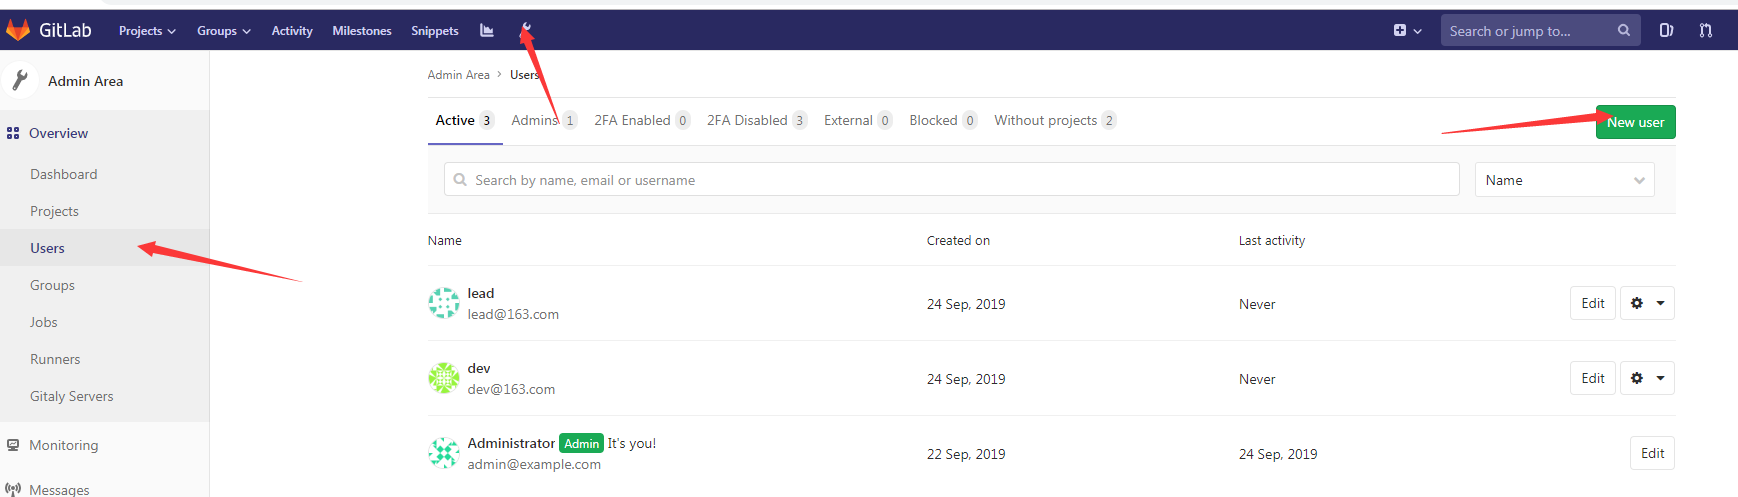 GitLab Projects Groups Activity Milestones Snippets Search or jump to...
Admin Area
Overview
Dashboard
Projects
Users
Groups
Jobs
Runners
Gitaly Servers
Monitoring
Messages
Admin Area › Users
Active 3 Admins 1 2FA Enabled 0 2FA Disabled 3 External 0 Blocked 0 Without projects 2 New user
Search by name, email or username Name
Name Created on Last activity
lead
lead@163.com
24 Sep, 2019 Never Edit
dev
dev@163.com
24 Sep, 2019 Never Edit
Administrator Admin It's you!
admin@example.com
22 Sep, 2019 24 Sep, 2019 Edit